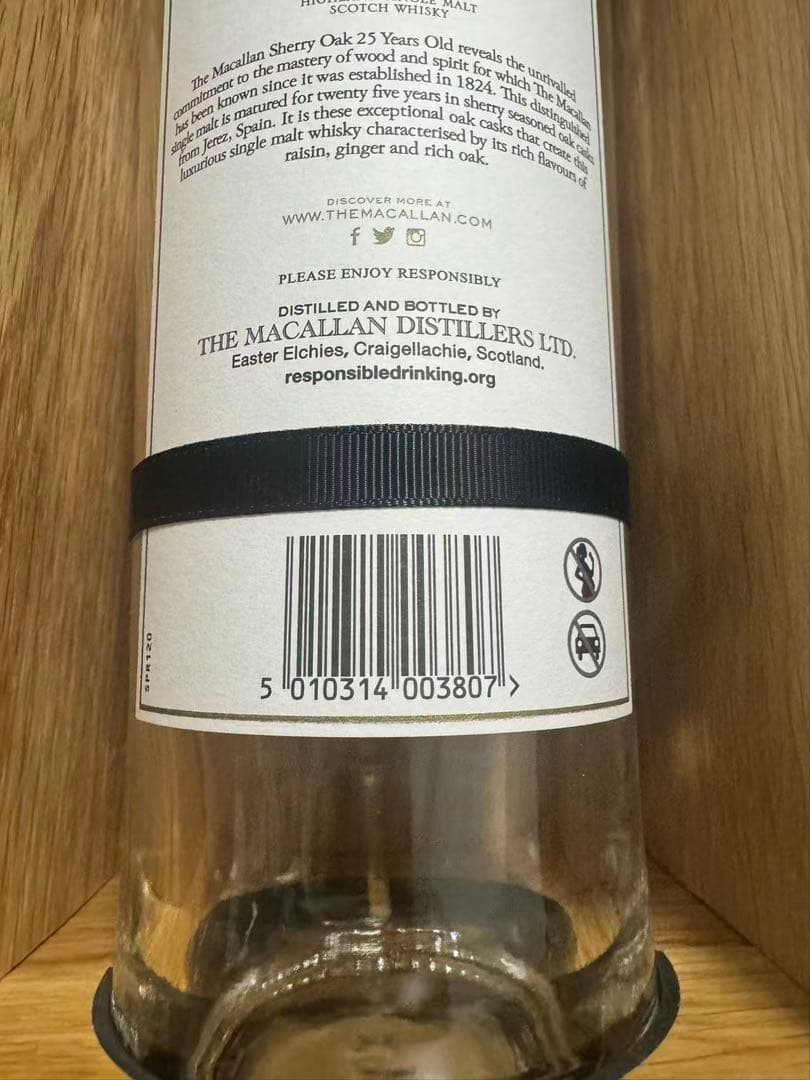 HIGHLAND SINGLE MALT
SCOTCH WHISKY
The Macallan Sherry Oak 25 Years Old reveals the unrivalled
commitment to the mastery of wood and spirit for which The Macallan
has been known since it was established in 1824. This distinguished
single malt is matured for twenty five years in sherry seasoned oak casks
from Jerez, Spain. It is these exceptional oak casks that create this
luxurious single malt whisky characterised by its rich flavours of
raisin, ginger and rich oak.
DISCOVER MORE AT
WWW.THEMACALLAN.COM
PLEASE ENJOY RESPONSIBLY
DISTILLED AND BOTTLED BY
THE MACALLAN DISTILLERS LTD.
Easter Elchies, Craigellachie, Scotland.
responsibledrinking.org
SPR120
5 010314 003807 >